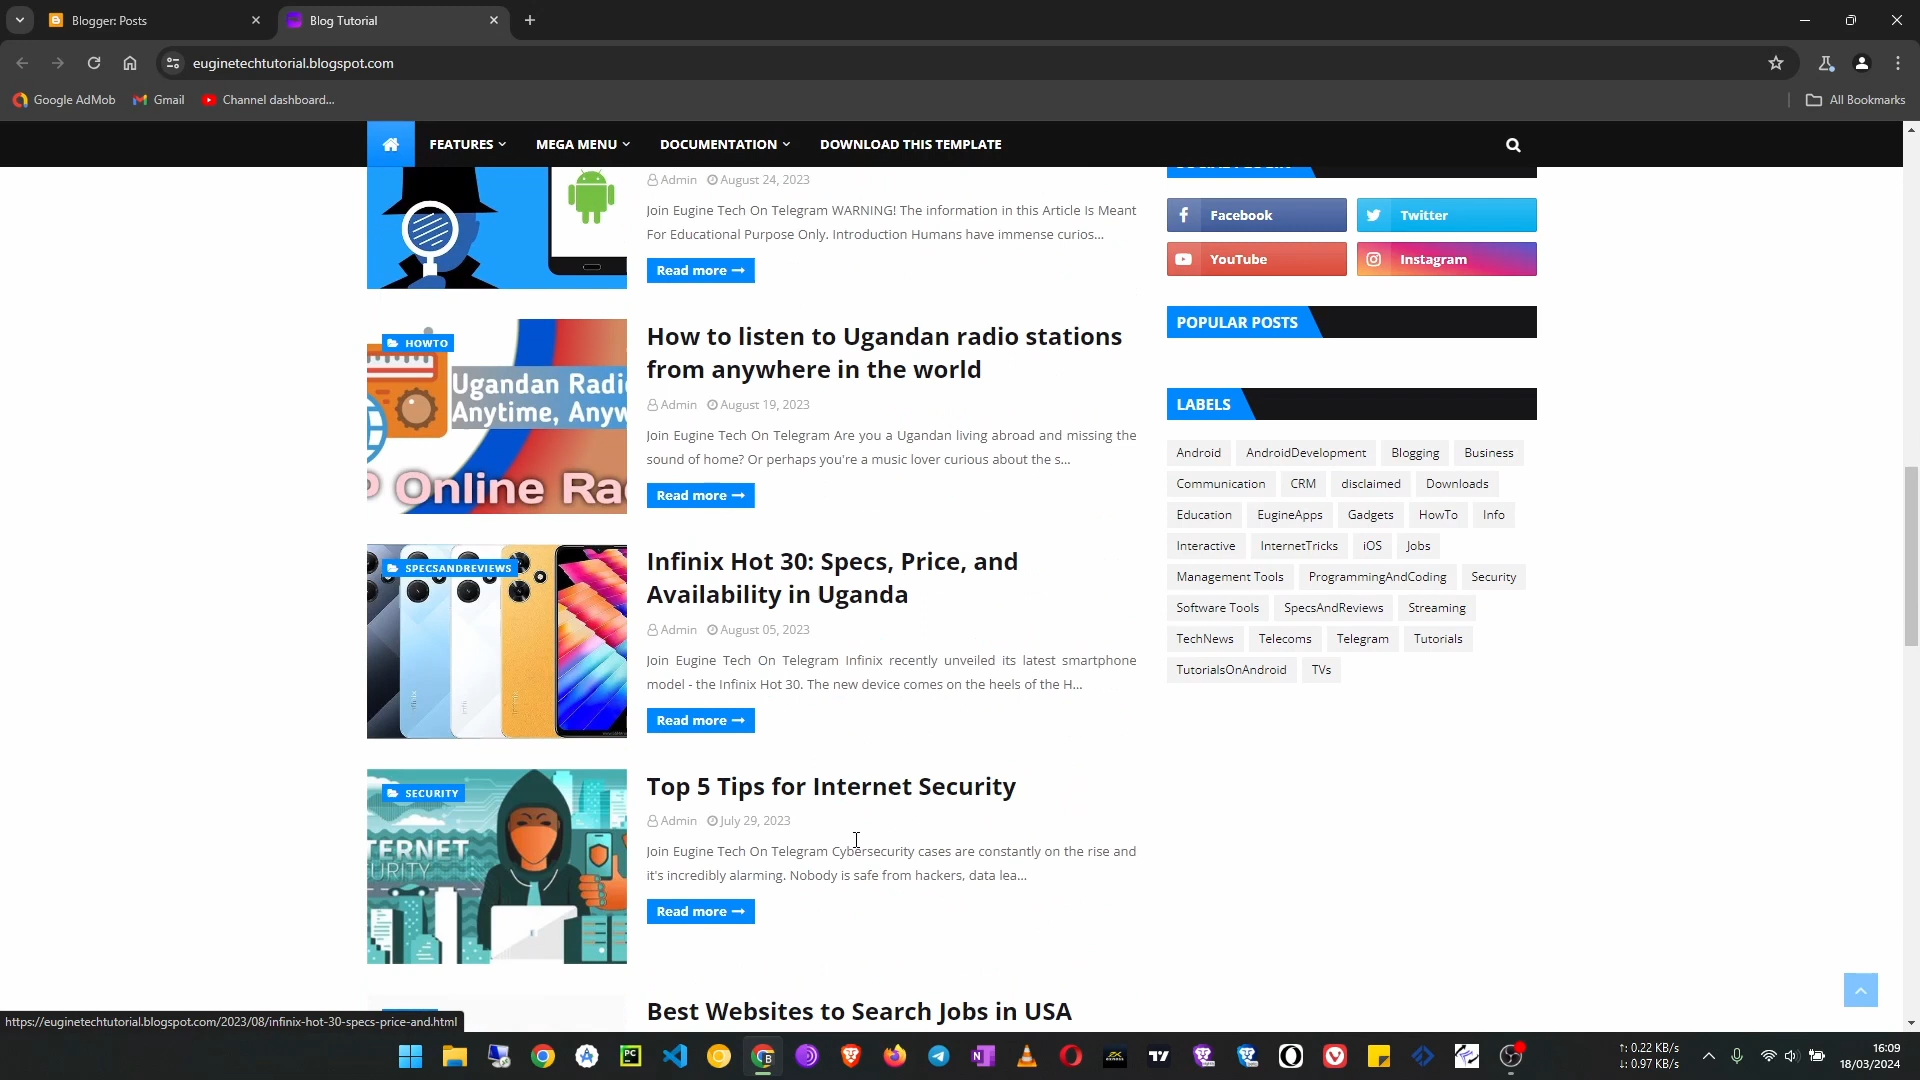 Blogger: Posts
Blog Tutorial
euginetechtutorial.blogspot.com
Google AdMob
Gmail
Channel dashboard...
All Bookmarks
FEATURES
MEGA MENU
DOCUMENTATION
DOWNLOAD THIS TEMPLATE
Admin August 24, 2023
Join Eugine Tech On Telegram WARNING! The information in this Article Is Meant
For Educational Purpose Only. Introduction Humans have immense curios...
Read more
HOWTO
Ugandan Radi
Anytime, Anyw
P Online Ra
How to listen to Ugandan radio stations
from anywhere in the world
Admin August 19, 2023
Join Eugine Tech On Telegram Are you a Ugandan living abroad and missing the
sound of home? Or perhaps you're a music lover curious about the s...
Read more
SPECSANDREVIEWS
Infinix Hot 30: Specs, Price, and
Availability in Uganda
Admin August 05, 2023
Join Eugine Tech On Telegram Infinix recently unveiled its latest smartphone
model - the Infinix Hot 30. The new device comes on the heels of the H...
Read more
SECURITY
TERNET
URITY
Top 5 Tips for Internet Security
Admin July 29, 2023
Join Eugine Tech On Telegram Cybersecurity cases are constantly on the rise and
it's incredibly alarming. Nobody is safe from hackers, data lea...
Read more
Best Websites to Search Jobs in USA
Facebook
Twitter
YouTube
Instagram
POPULAR POSTS
LABELS
Android AndroidDevelopment Blogging Business
Communication CRM disclaimed Downloads
Education EugineApps Gadgets HowTo Info
Interactive InternetTricks iOS Jobs
Management Tools ProgrammingAndCoding Security
Software Tools SpecsAndReviews Streaming
TechNews Telecoms Telegram Tutorials
TutorialsOnAndroid TVs
https://euginetechtutorial.blogspot.com/2023/08/infinix-hot-30-specs-price-and.html
↑: 0.22 KB/s
↓: 0.97 KB/s
16:09
18/03/2024